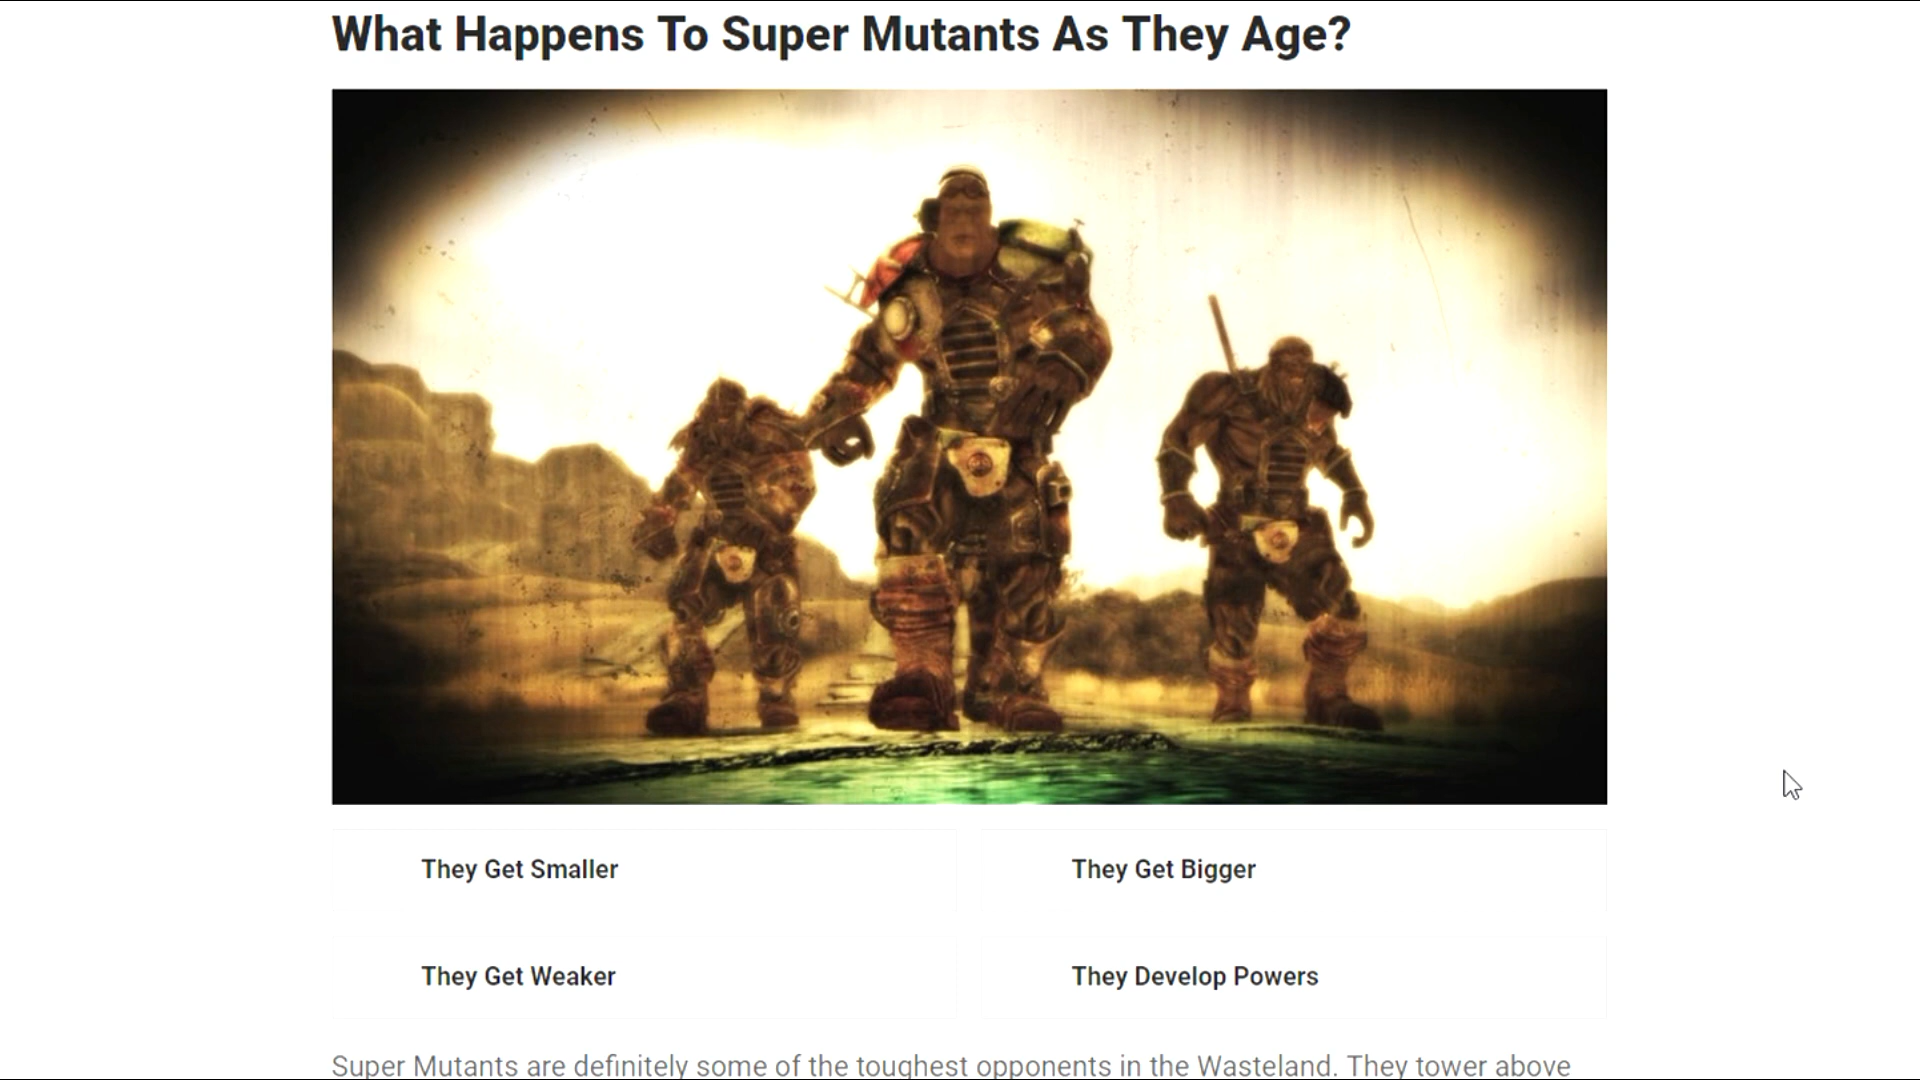 What Happens To Super Mutants As They Age?
They Get Smaller
They Get Bigger
They Get Weaker
They Develop Powers
Super Mutants are definitely some of the toughest opponents in the Wasteland. They tower above